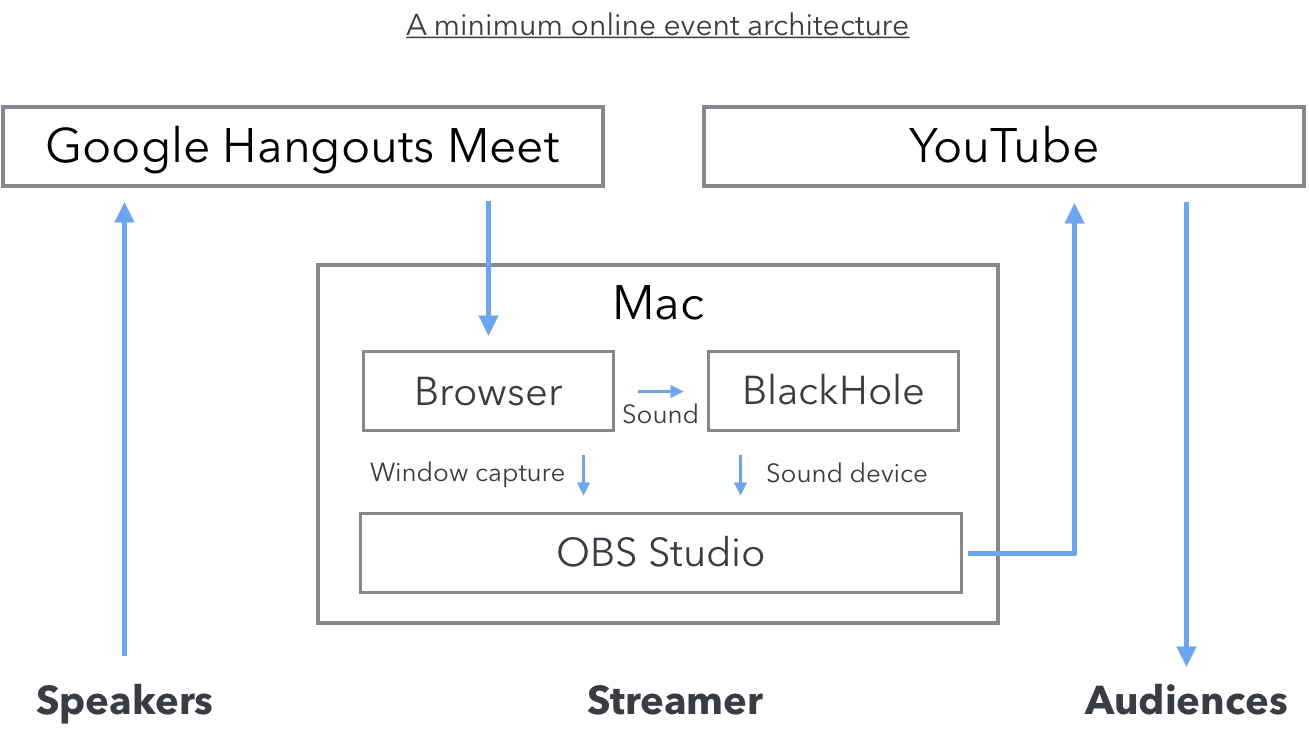 A minimum online event architecture
Google Hangouts Meet
YouTube
Mac
Browser
Sound
BlackHole
Window capture
Sound device
OBS Studio
Speakers
Streamer
Audiences